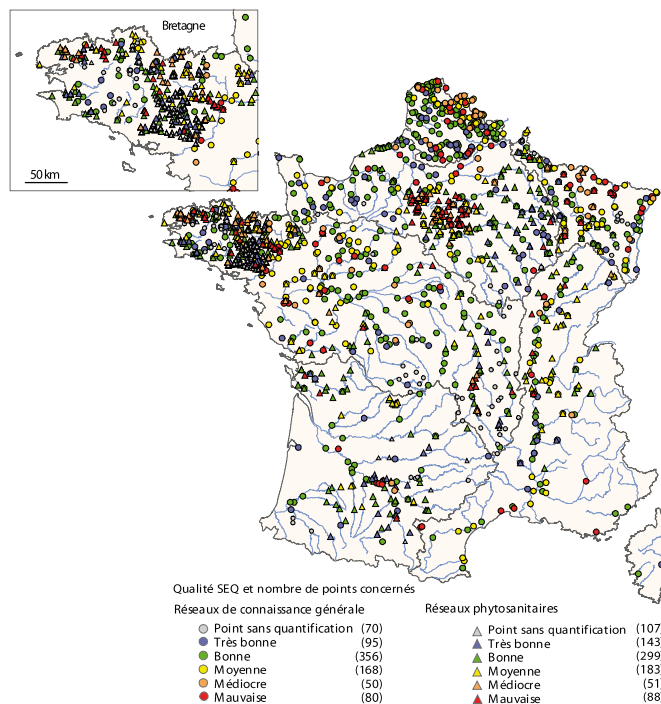 Bretagne
50 km
Qualité SEQ et nombre de points concernés
Réseaux de connaissance générale
Point sans quantification (70)
Très bonne (95)
Bonne (356)
Moyenne (168)
Médiocre (50)
Mauvaise (80)
Réseaux phytosanitaires
Point sans quantification (107)
Très bonne (143)
Bonne (299)
Moyenne (183)
Médiocre (51)
Mauvaise (88)